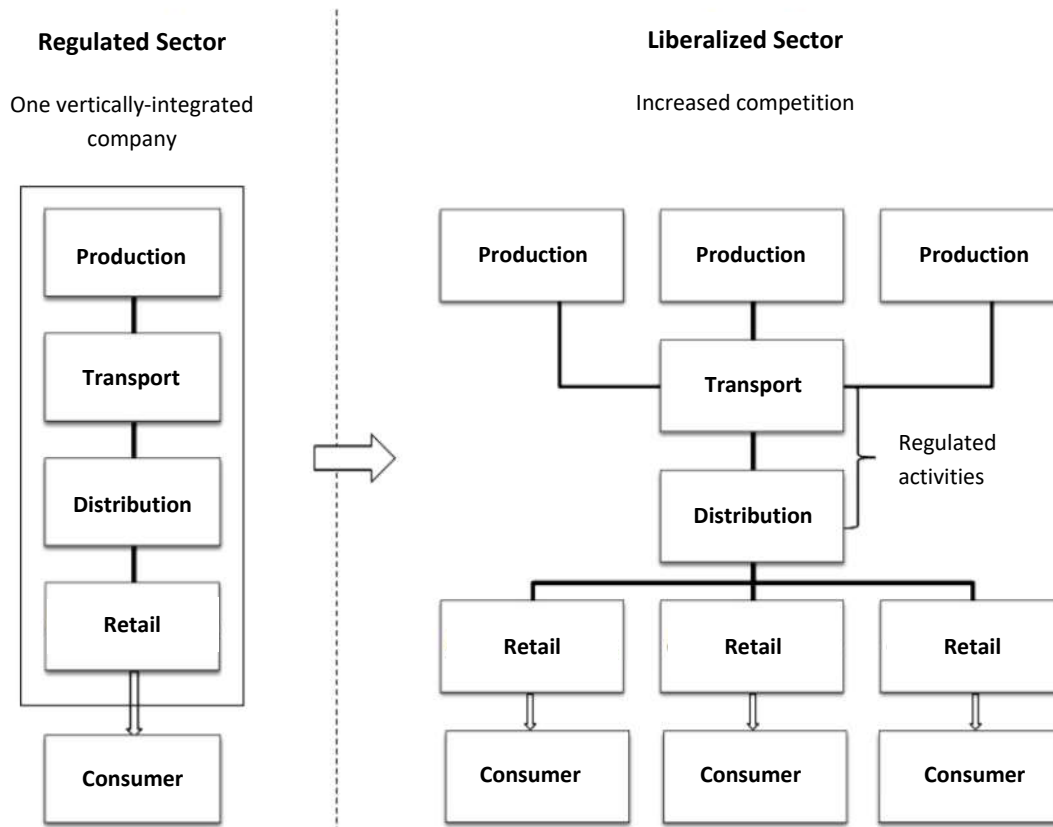 Regulated Sector
One vertically-integrated
company
Production
Transport
Distribution
Retail
Consumer
Liberalized Sector
Increased competition
Production
Production
Production
Transport
Regulated
activities
Distribution
Retail
Retail
Retail
Consumer
Consumer
Consumer